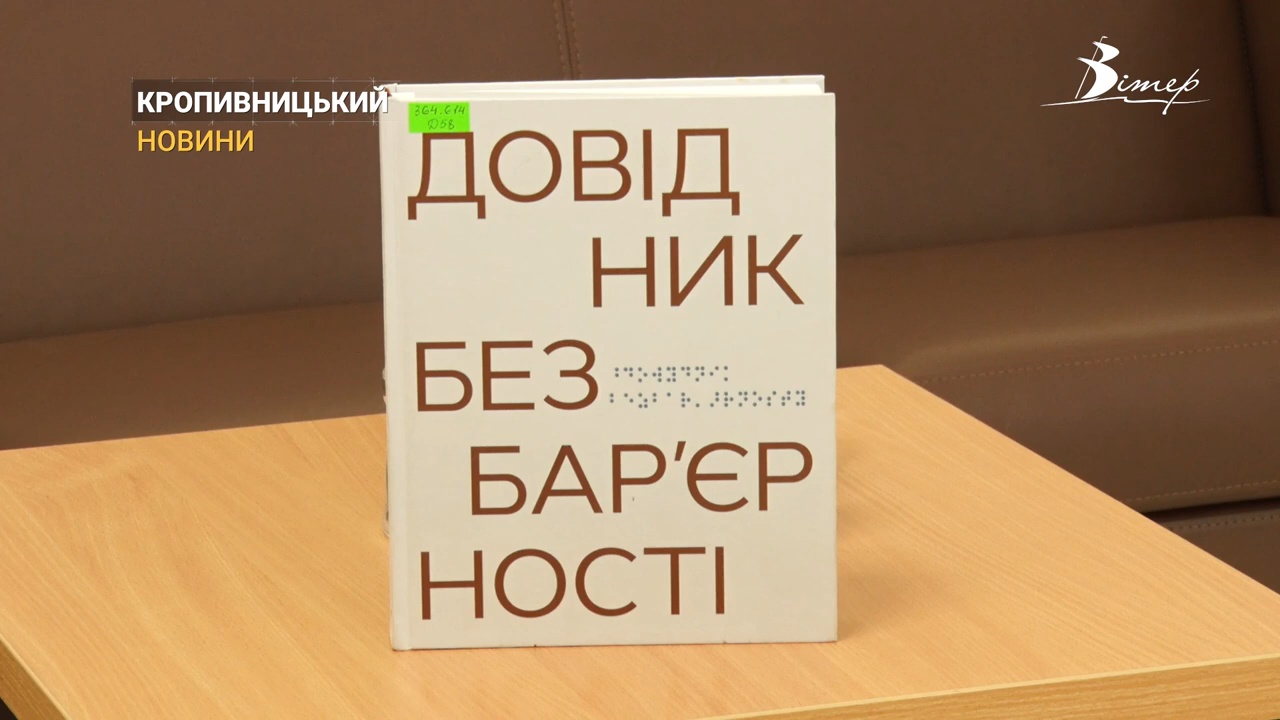 КРОПИВНИЦЬКИЙ
НОВИНИ
Вітер
364.614
Д58
ДОВІД
НИК
БЕЗ
БАР’ЄР
НОСТІ